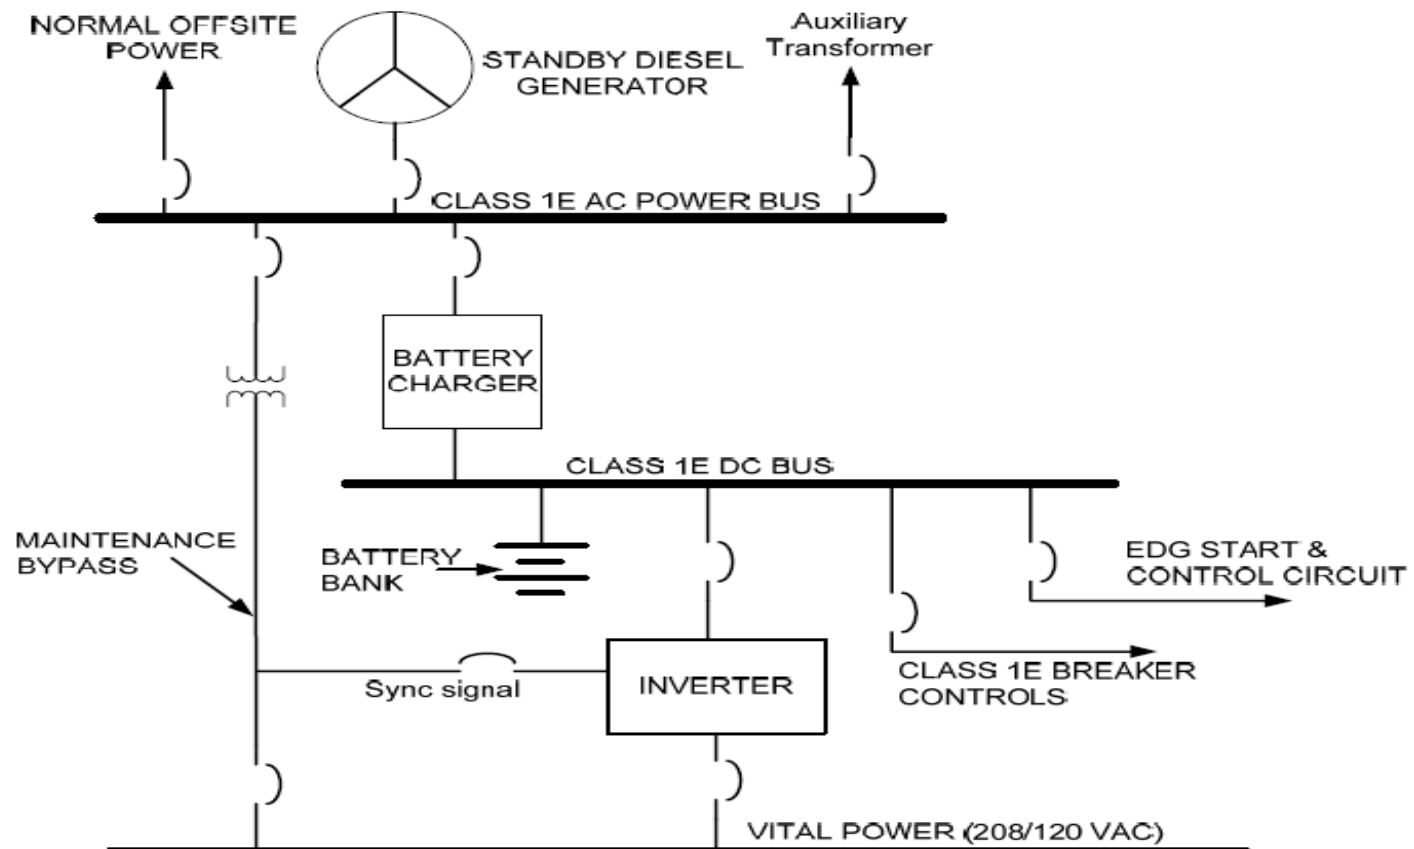 NORMAL OFFSITE
POWER
STANDBY DIESEL
GENERATOR
Auxiliary
Transformer
CLASS 1E AC POWER BUS
BATTERY
CHARGER
CLASS 1E DC BUS
MAINTENANCE
BYPASS
BATTERY
BANK
EDG START &
CONTROL CIRCUIT
Sync signal
INVERTER
CLASS 1E BREAKER
CONTROLS
VITAL POWER (208/120 VAC)